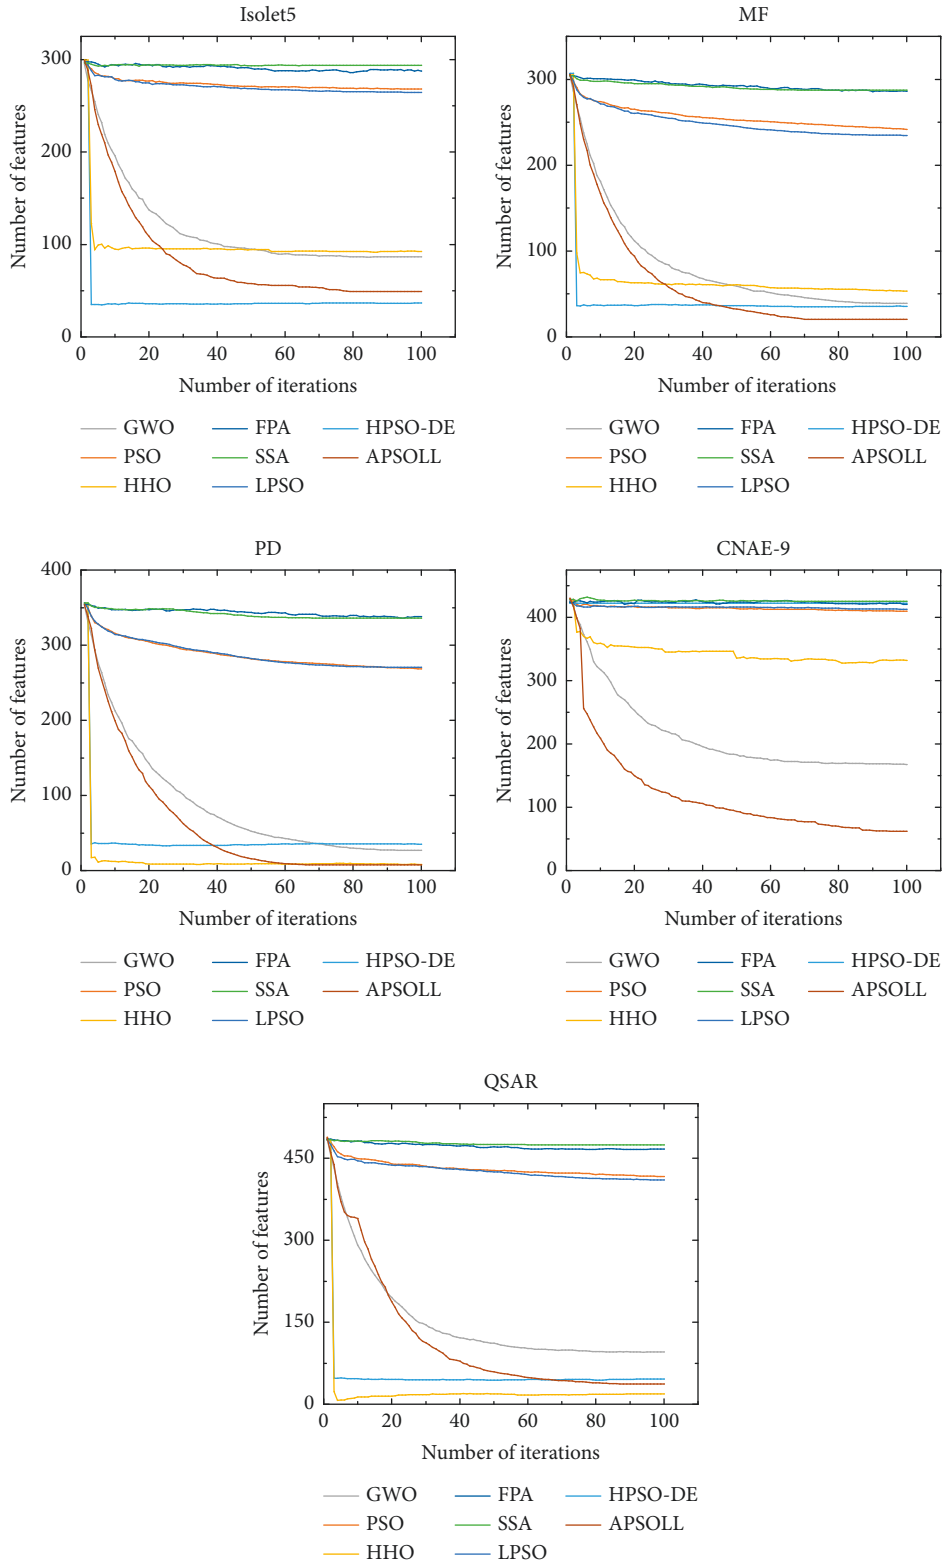 Isolet5
Number of features
300
200
100
0
0 20 40 60 80 100
Number of iterations
GWO FPA HPSO-DE
PSO SSA APSOLL
HHO LPSO
MF
Number of features
300
200
100
0
0 20 40 60 80 100
Number of iterations
GWO FPA HPSO-DE
PSO SSA APSOLL
HHO LPSO
PD
Number of features
400
300
200
100
0
0 20 40 60 80 100
Number of iterations
GWO FPA HPSO-DE
PSO SSA APSOLL
HHO LPSO
CNAE-9
Number of features
400
300
200
100
0
0 20 40 60 80 100
Number of iterations
GWO FPA HPSO-DE
PSO SSA APSOLL
HHO LPSO
QSAR
Number of features
450
300
150
0
0 20 40 60 80 100
Number of iterations
GWO FPA HPSO-DE
PSO SSA APSOLL
HHO LPSO